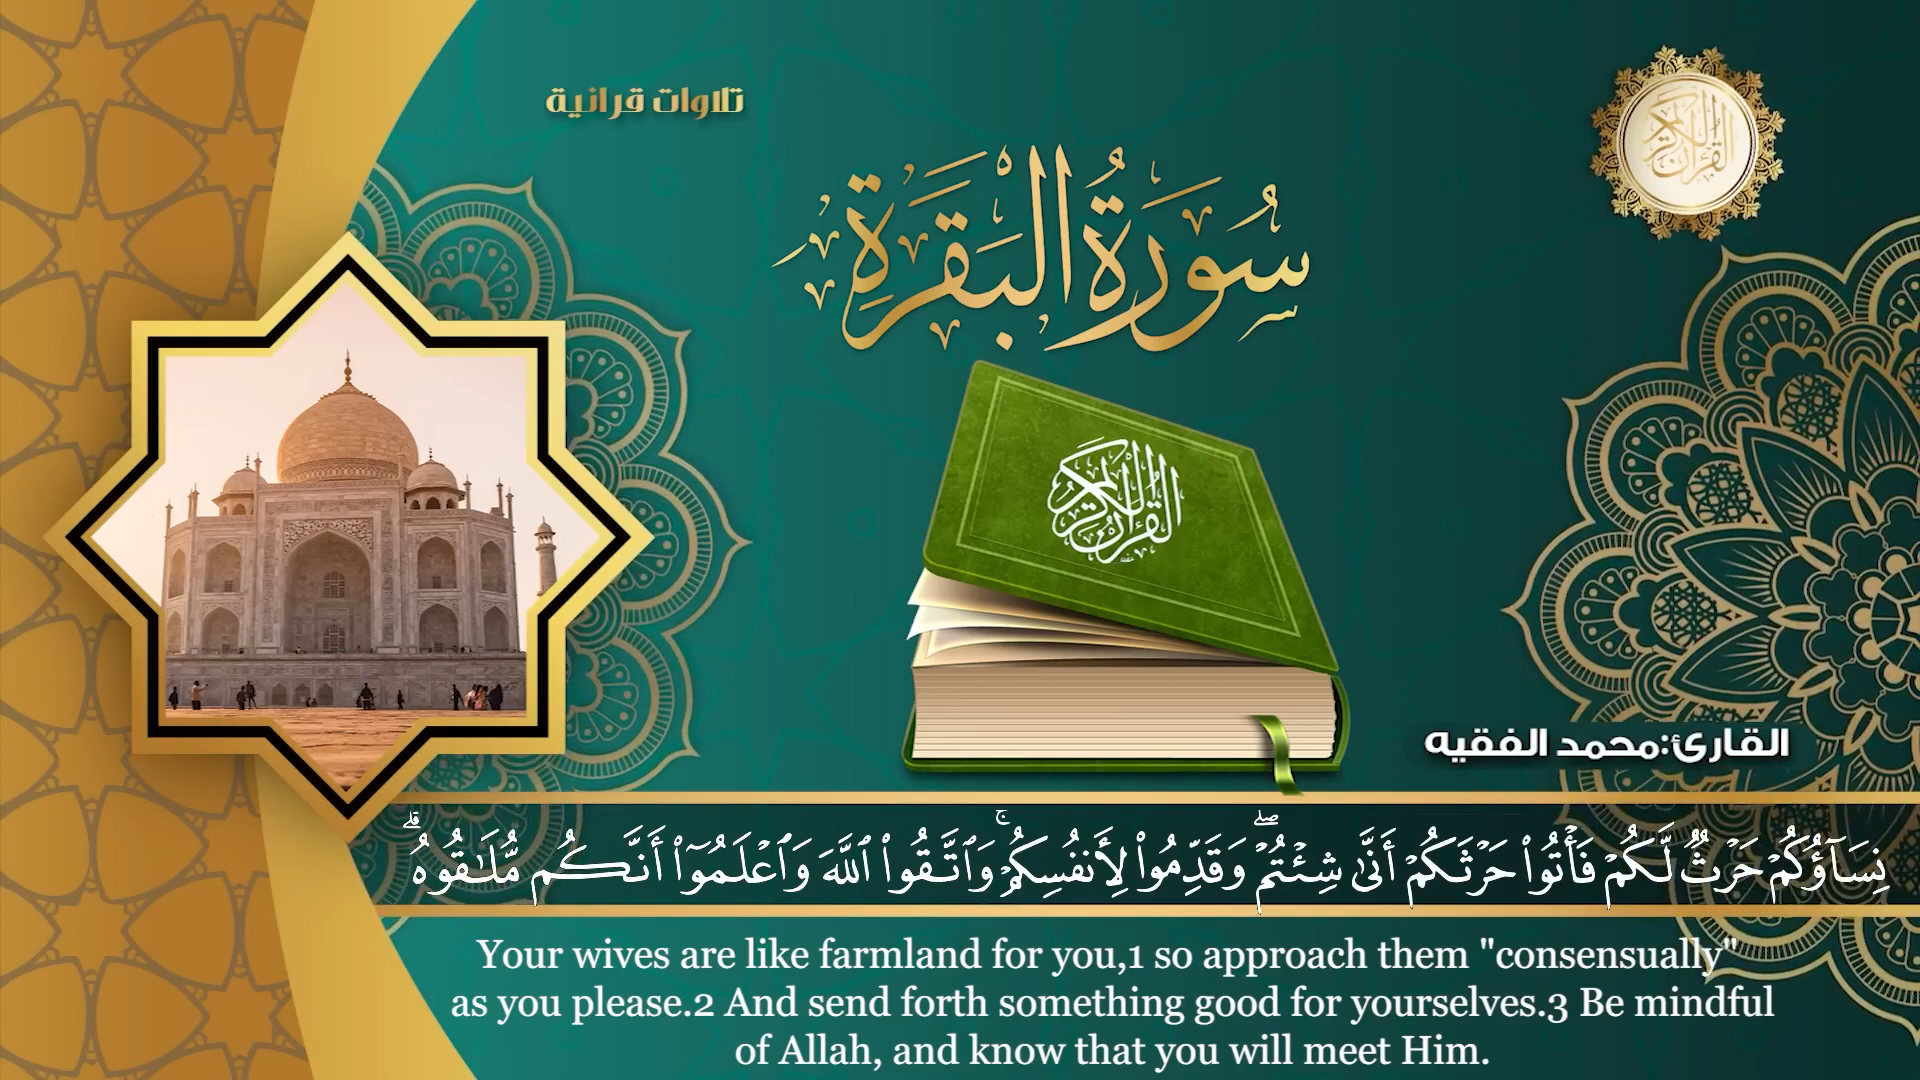 تلاوات قرانية
القرآن الكريم
سُورَةُ البَقَرَةِ
القرآن الكريم
القارئ:محمد الفقيه
نِسَآؤُكُمْ حَرْثٌ لَّكُمْ فَأْتُوا۟ حَرْثَكُمْ أَنَّىٰ شِئْتُمْ ۖ وَقَدِّمُوا۟ لِأَنفُسِكُمْ ۚ وَٱتَّقُوا۟ ٱللَّهَ وَٱعْلَمُوٓا۟ أَنَّكُم مُّلَـٰقُوهُ ۗ
Your wives are like farmland for you,1 so approach them "consensually"
as you please.2 And send forth something good for yourselves.3 Be mindful
of Allah, and know that you will meet Him.